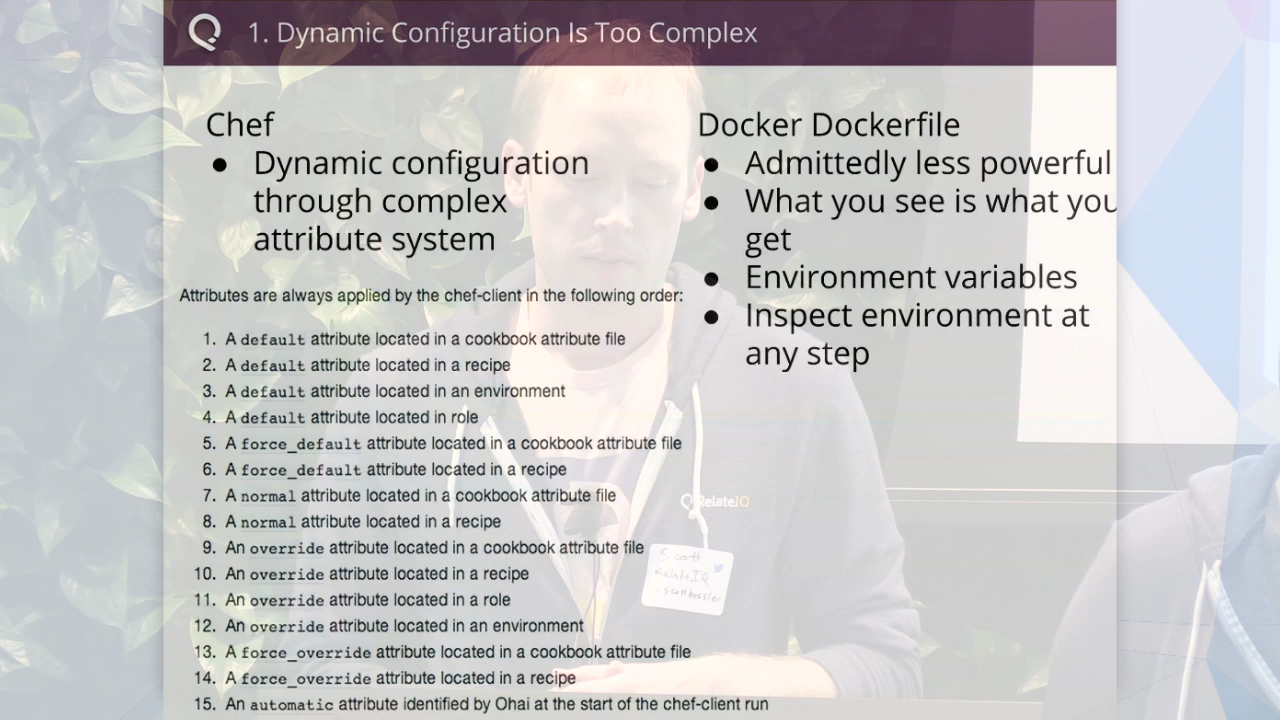 1. Dynamic Configuration Is Too Complex
Chef
● Dynamic configuration
through complex
attribute system
Attributes are always applied by the chef-client in the following order:
1. A default attribute located in a cookbook attribute file
2. A default attribute located in a recipe
3. A default attribute located in an environment
4. A default attribute located in role
5. A force_default attribute located in a cookbook attribute file
6. A force_default attribute located in a recipe
7. A normal attribute located in a cookbook attribute file
8. A normal attribute located in a recipe
9. An override attribute located in a cookbook attribute file
10. An override attribute located in a recipe
11. An override attribute located in a role
12. An override attribute located in an environment
13. A force_override attribute located in a cookbook attribute file
14. A force_override attribute located in a recipe
15. An automatic attribute identified by Ohai at the start of the chef-client run
Docker Dockerfile
● Admittedly less powerful
● What you see is what you
get
● Environment variables
● Inspect environment at
any step
RelateIQ
Scott
RelateIQ
scottbessler